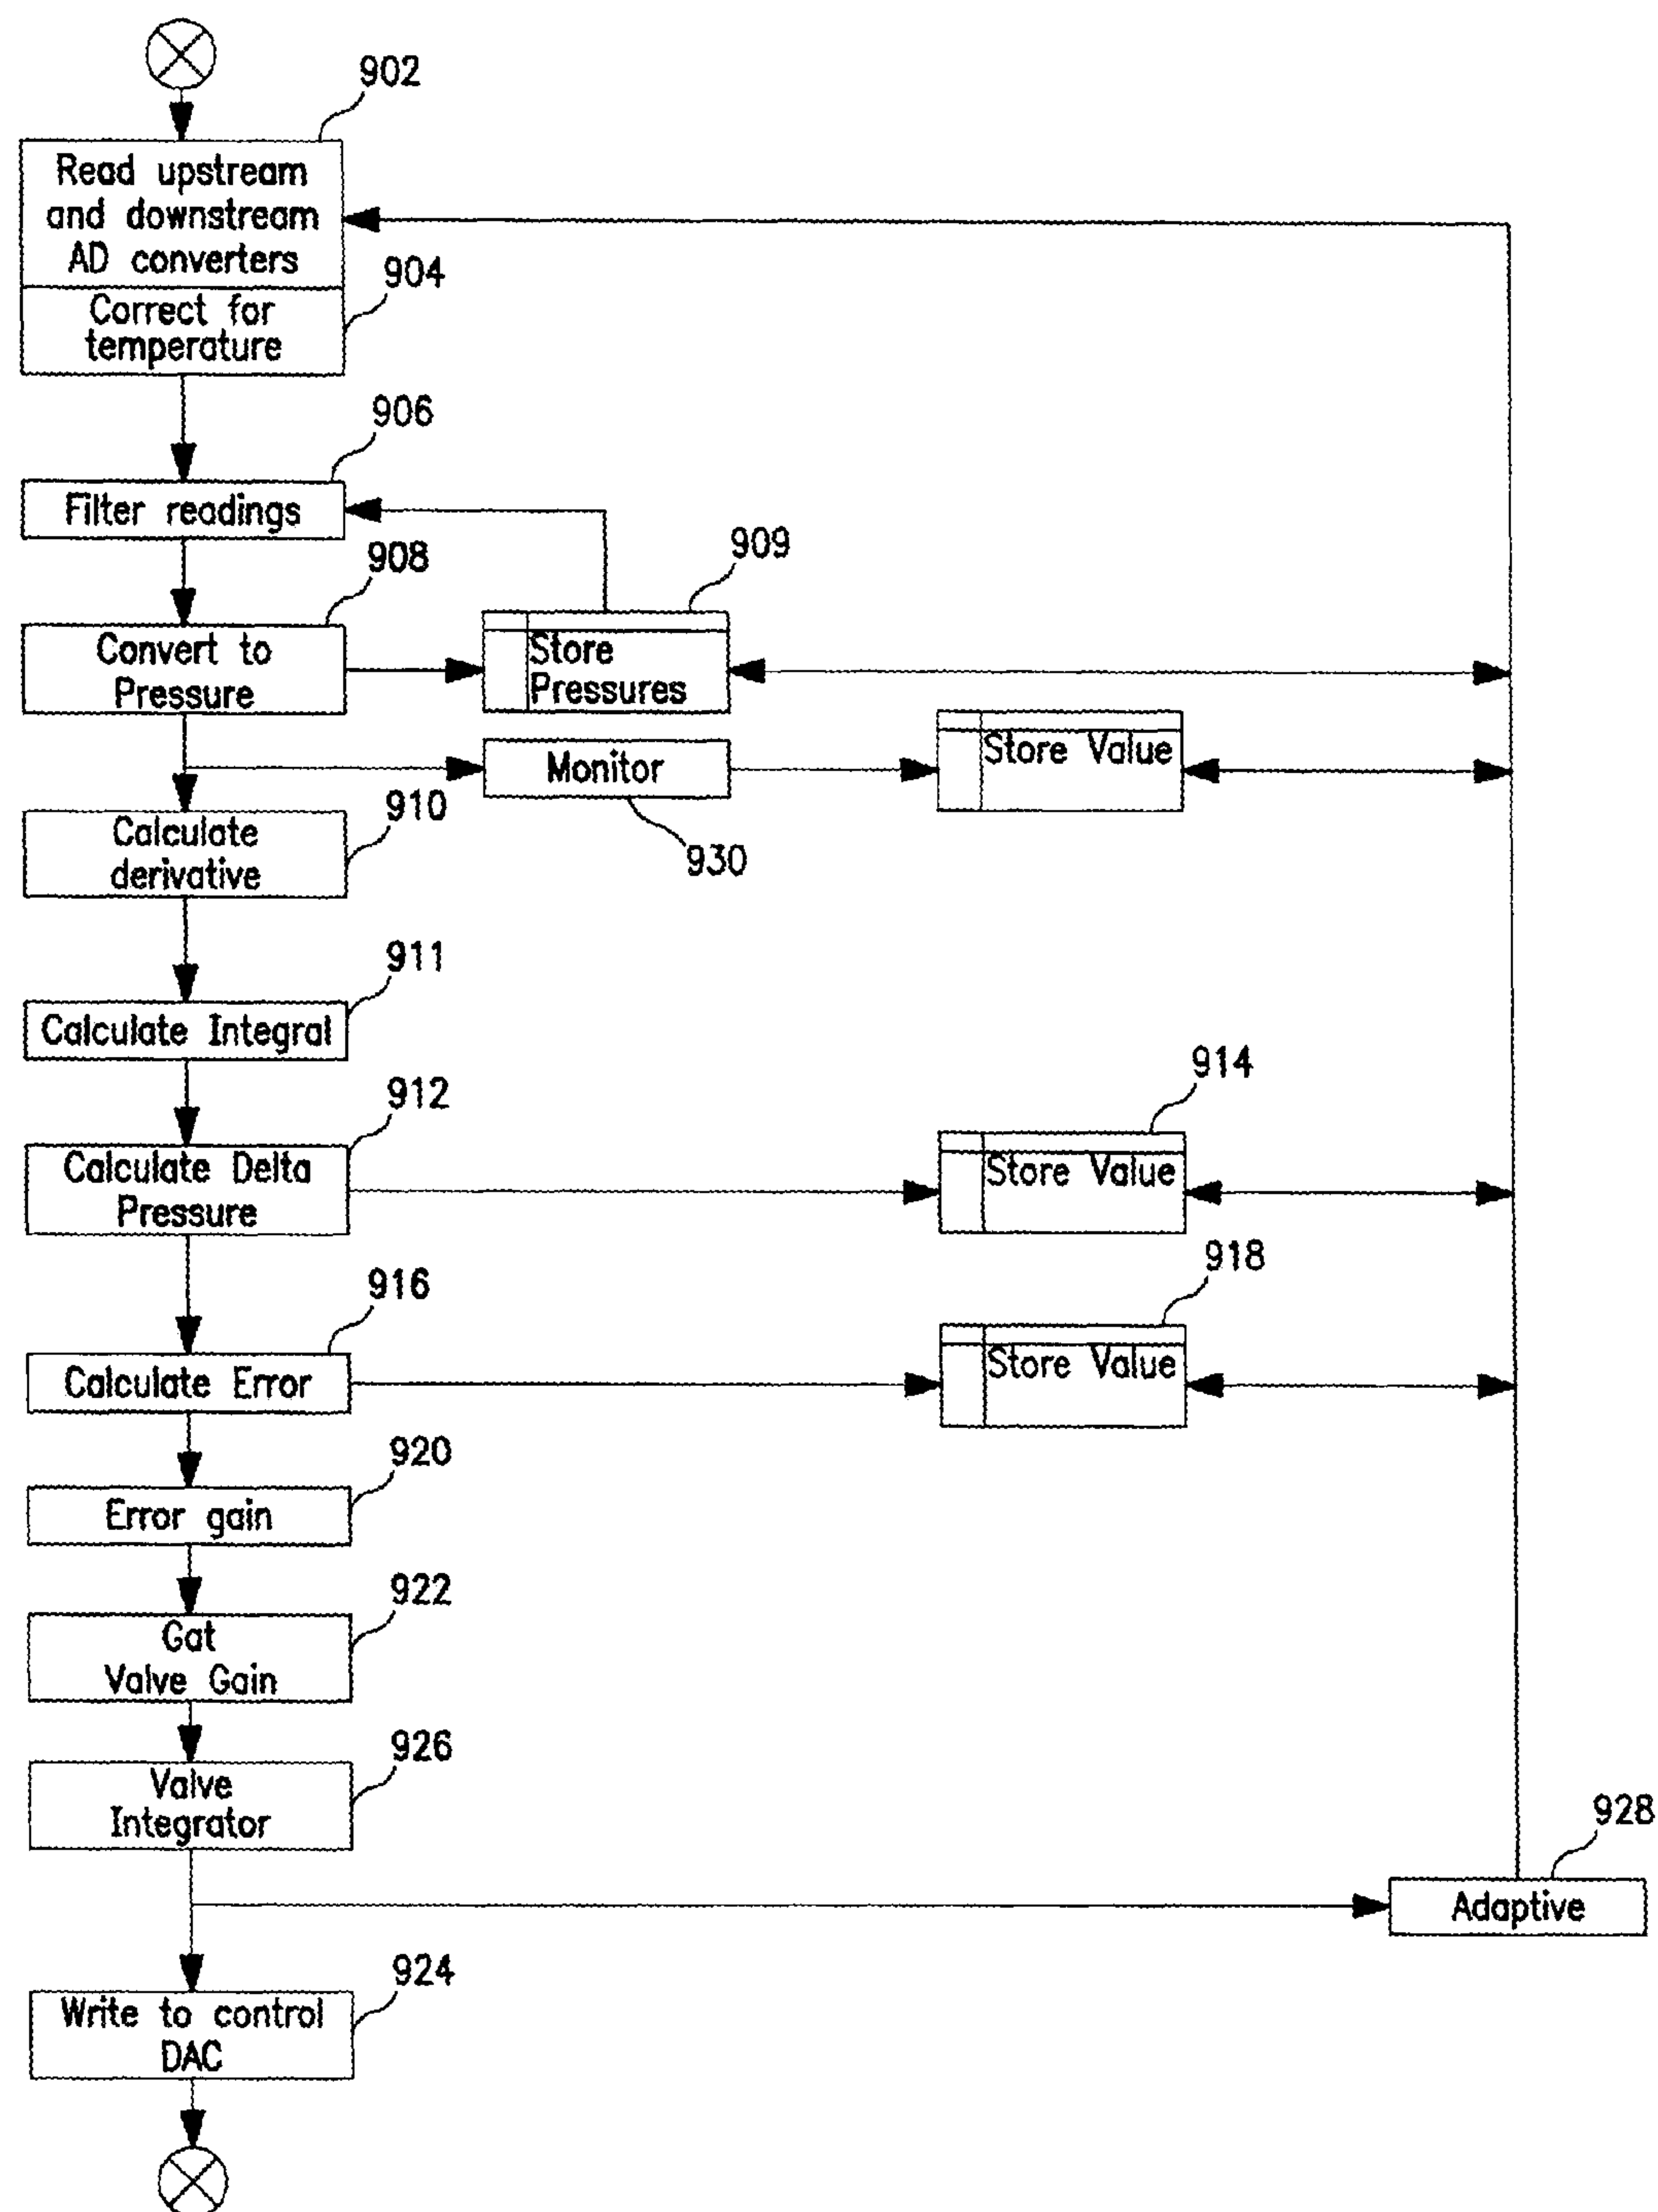 902
Read upstream
and downstream
AD converters
904
Correct for
temperature
906
Filter readings
908
909
Convert to
Pressure
Store
Pressures
Monitor
930
Store Value
910
Calculate
derivative
911
Calculate Integral
912
Calculate Delta
Pressure
914
Store Value
916
Calculate Error
918
Store Value
920
Error gain
922
Gat
Valve Gain
926
Valve
Integrator
928
Adaptive
924
Write to control
DAC